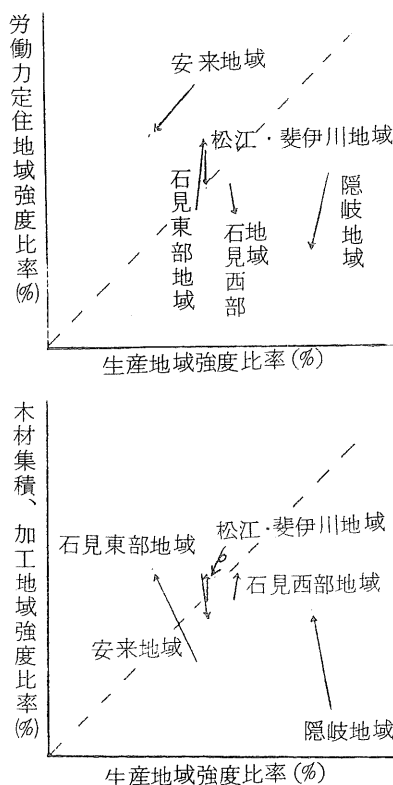 労働力定住地域強度比率(%)
安来地域
松江・斐伊川地域
石見東部地域
石見西部
地域
隠岐地域
生産地域強度比率(%)
木材集積、加工地域強度比率(%)
松江・斐伊川地域
石見東部地域
石見西部地域
安来地域
隠岐地域
生産地域強度比率(%)